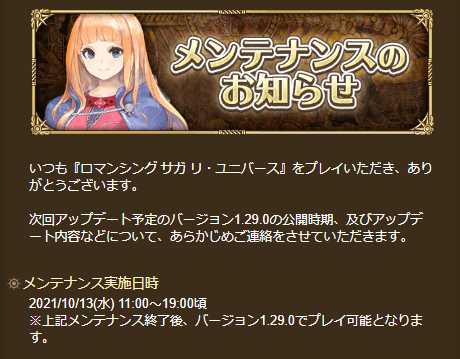 メンテナンスの
お知らせ
いつも『ロマンシング サガ リ・ユニバース』をプレイいただき、あり
がとうございます。
次回アップデート予定のバージョン1.29.0の公開時期、及びアップデ
ート内容などについて、あらかじめご連絡をさせていただきます。
メンテナンス実施日時
2021/10/13(水) 11:00～19:00頃
※上記メンテナンス終了後、バージョン1.29.0でプレイ可能となりま
す。